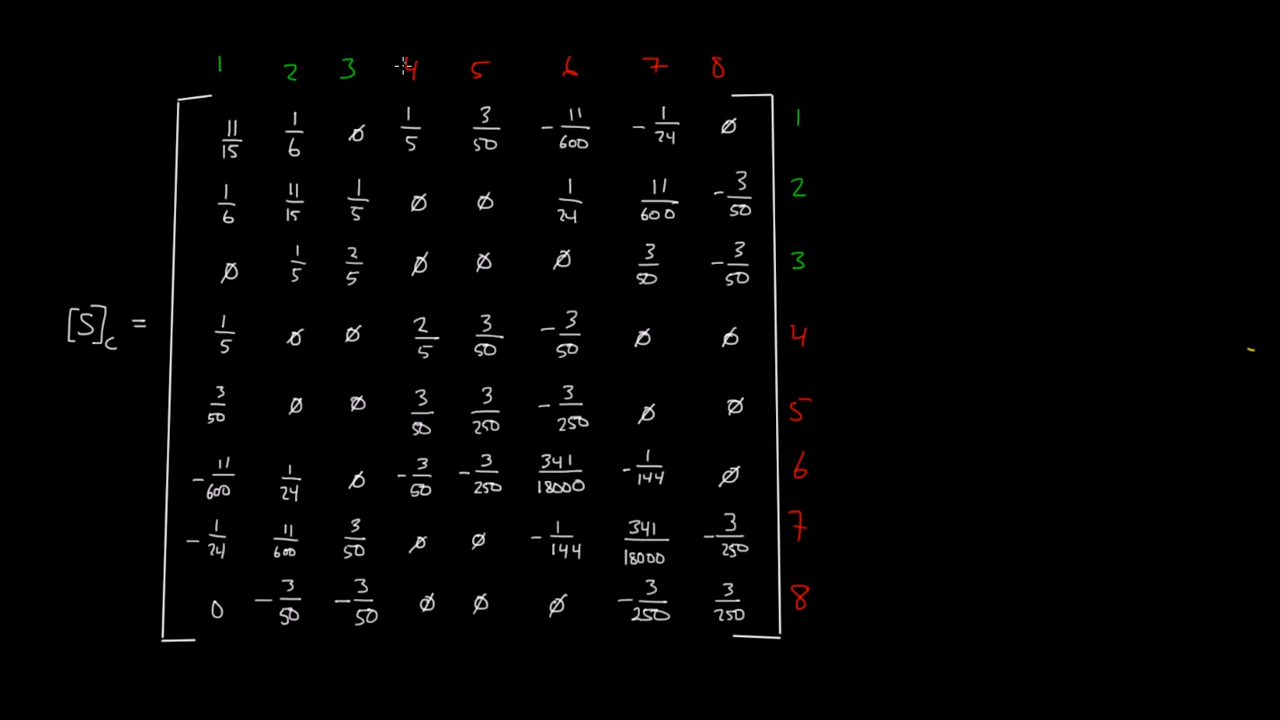 1 2 3 4 5 6 7 8
11/15 1/6 ∅ 1/5 3/50 -11/600 -1/24 ∅ 1
1/6 11/15 1/5 ∅ ∅ 1/24 11/600 -3/50 2
∅ 1/5 2/5 ∅ ∅ ∅ 3/50 -3/50 3
[S]c = 1/5 ∅ ∅ 2/5 3/50 -3/50 ∅ ∅ 4
3/50 ∅ ∅ 3/50 3/250 -3/250 ∅ ∅ 5
-11/600 1/24 ∅ -3/50 -3/250 341/18000 -1/144 ∅ 6
-1/24 11/600 3/50 ∅ ∅ -1/144 341/18000 -3/250 7
0 -3/50 -3/50 ∅ ∅ ∅ -3/250 3/250 8